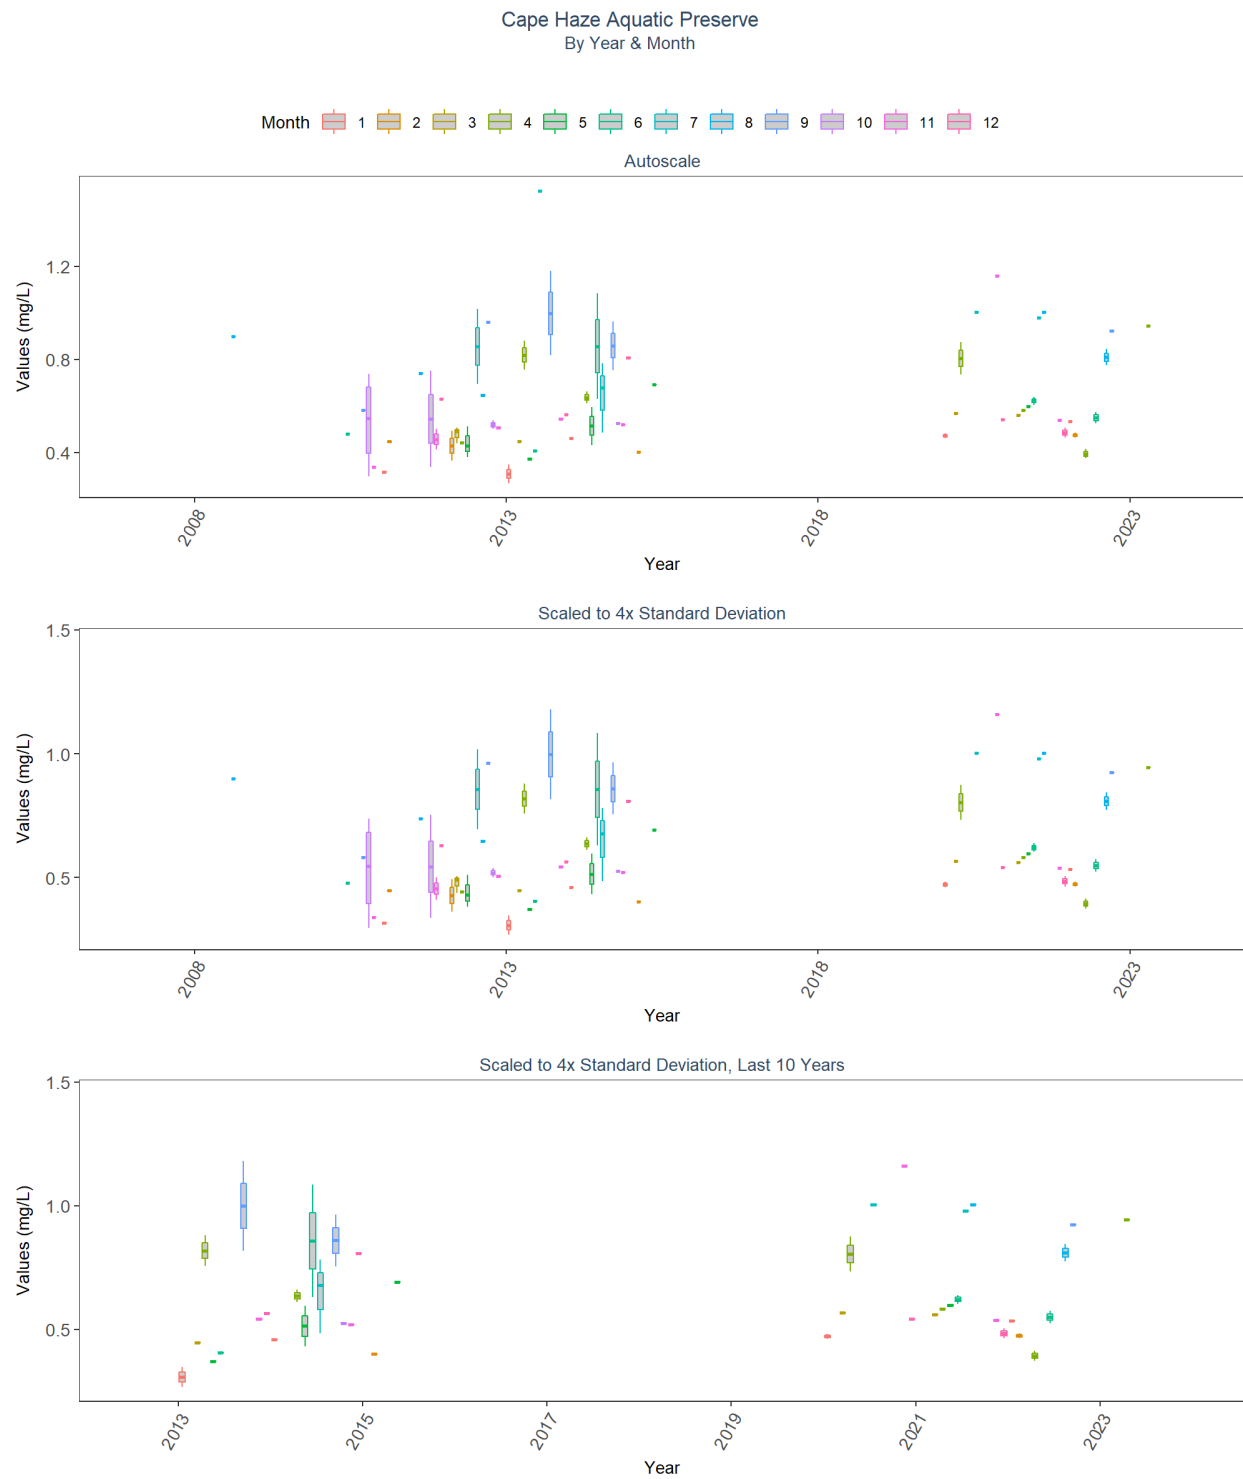 Cape Haze Aquatic Preserve
By Year & Month
Month 1 2 3 4 5 6 7 8 9 10 11 12
Autoscale
Values (mg/L)
1.2
0.8
0.4
2008 2013 2018 2023
Year
Scaled to 4x Standard Deviation
Values (mg/L)
1.5
1.0
0.5
2008 2013 2018 2023
Year
Scaled to 4x Standard Deviation, Last 10 Years
Values (mg/L)
1.5
1.0
0.5
2013 2015 2017 2019 2021 2023
Year